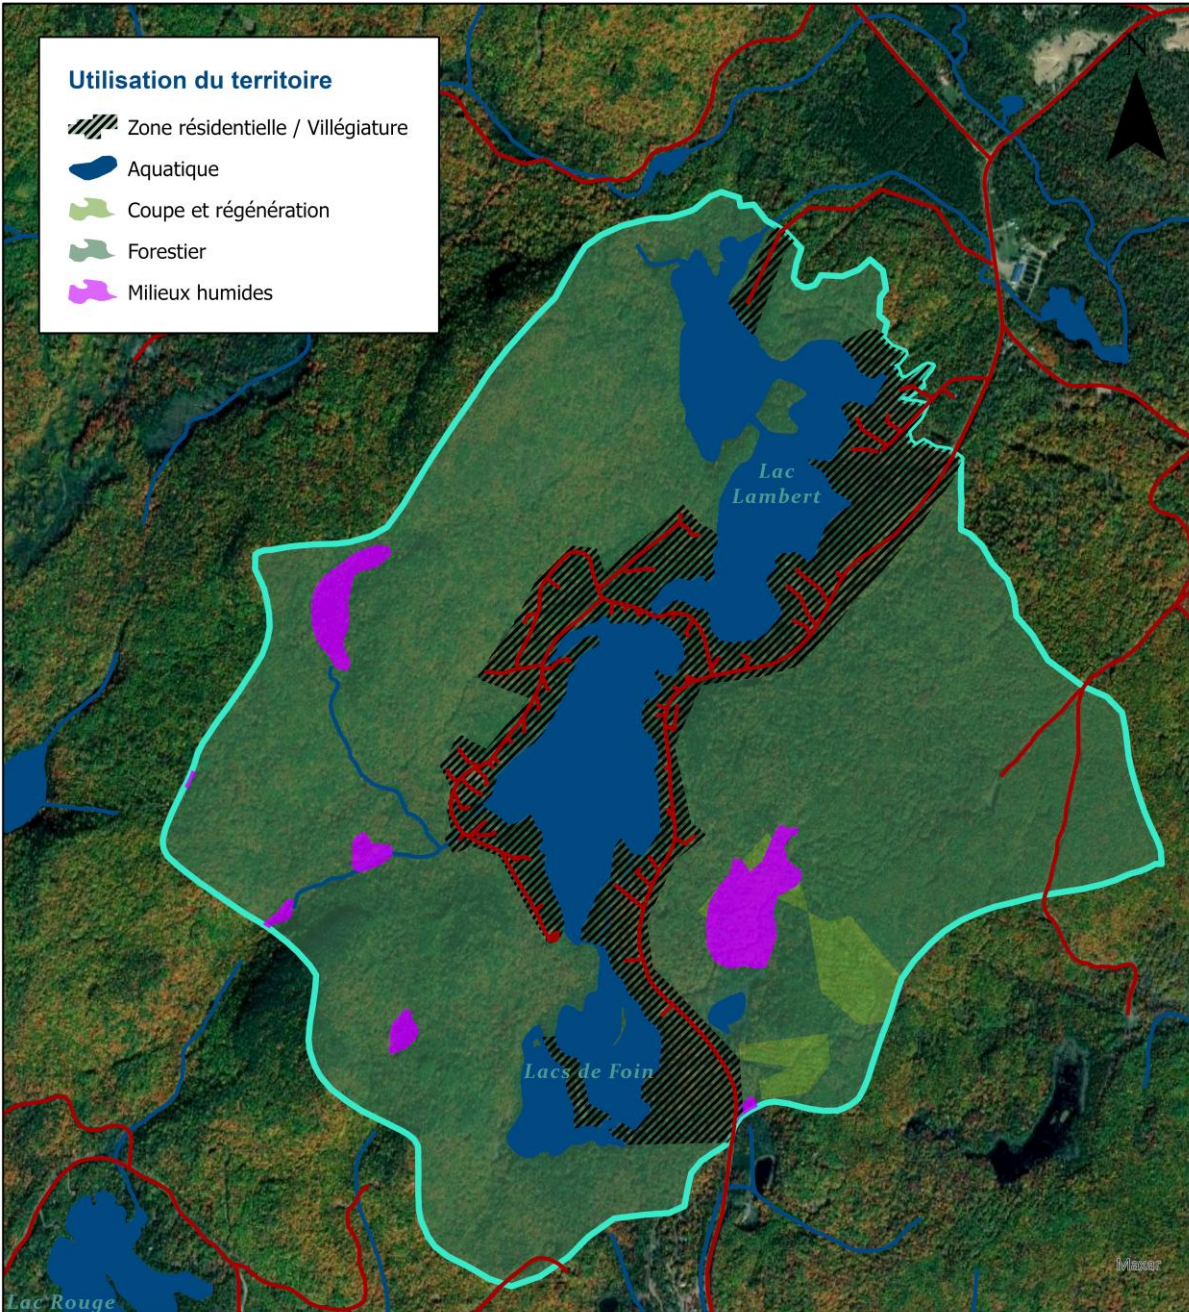 N
Utilisation du territoire
Zone résidentielle / Villégiature
Aquatique
Coupe et régénération
Forestier
Milieux humides
Lac
Lambert
Lacs de Foin
Maxar
Lac Rouge